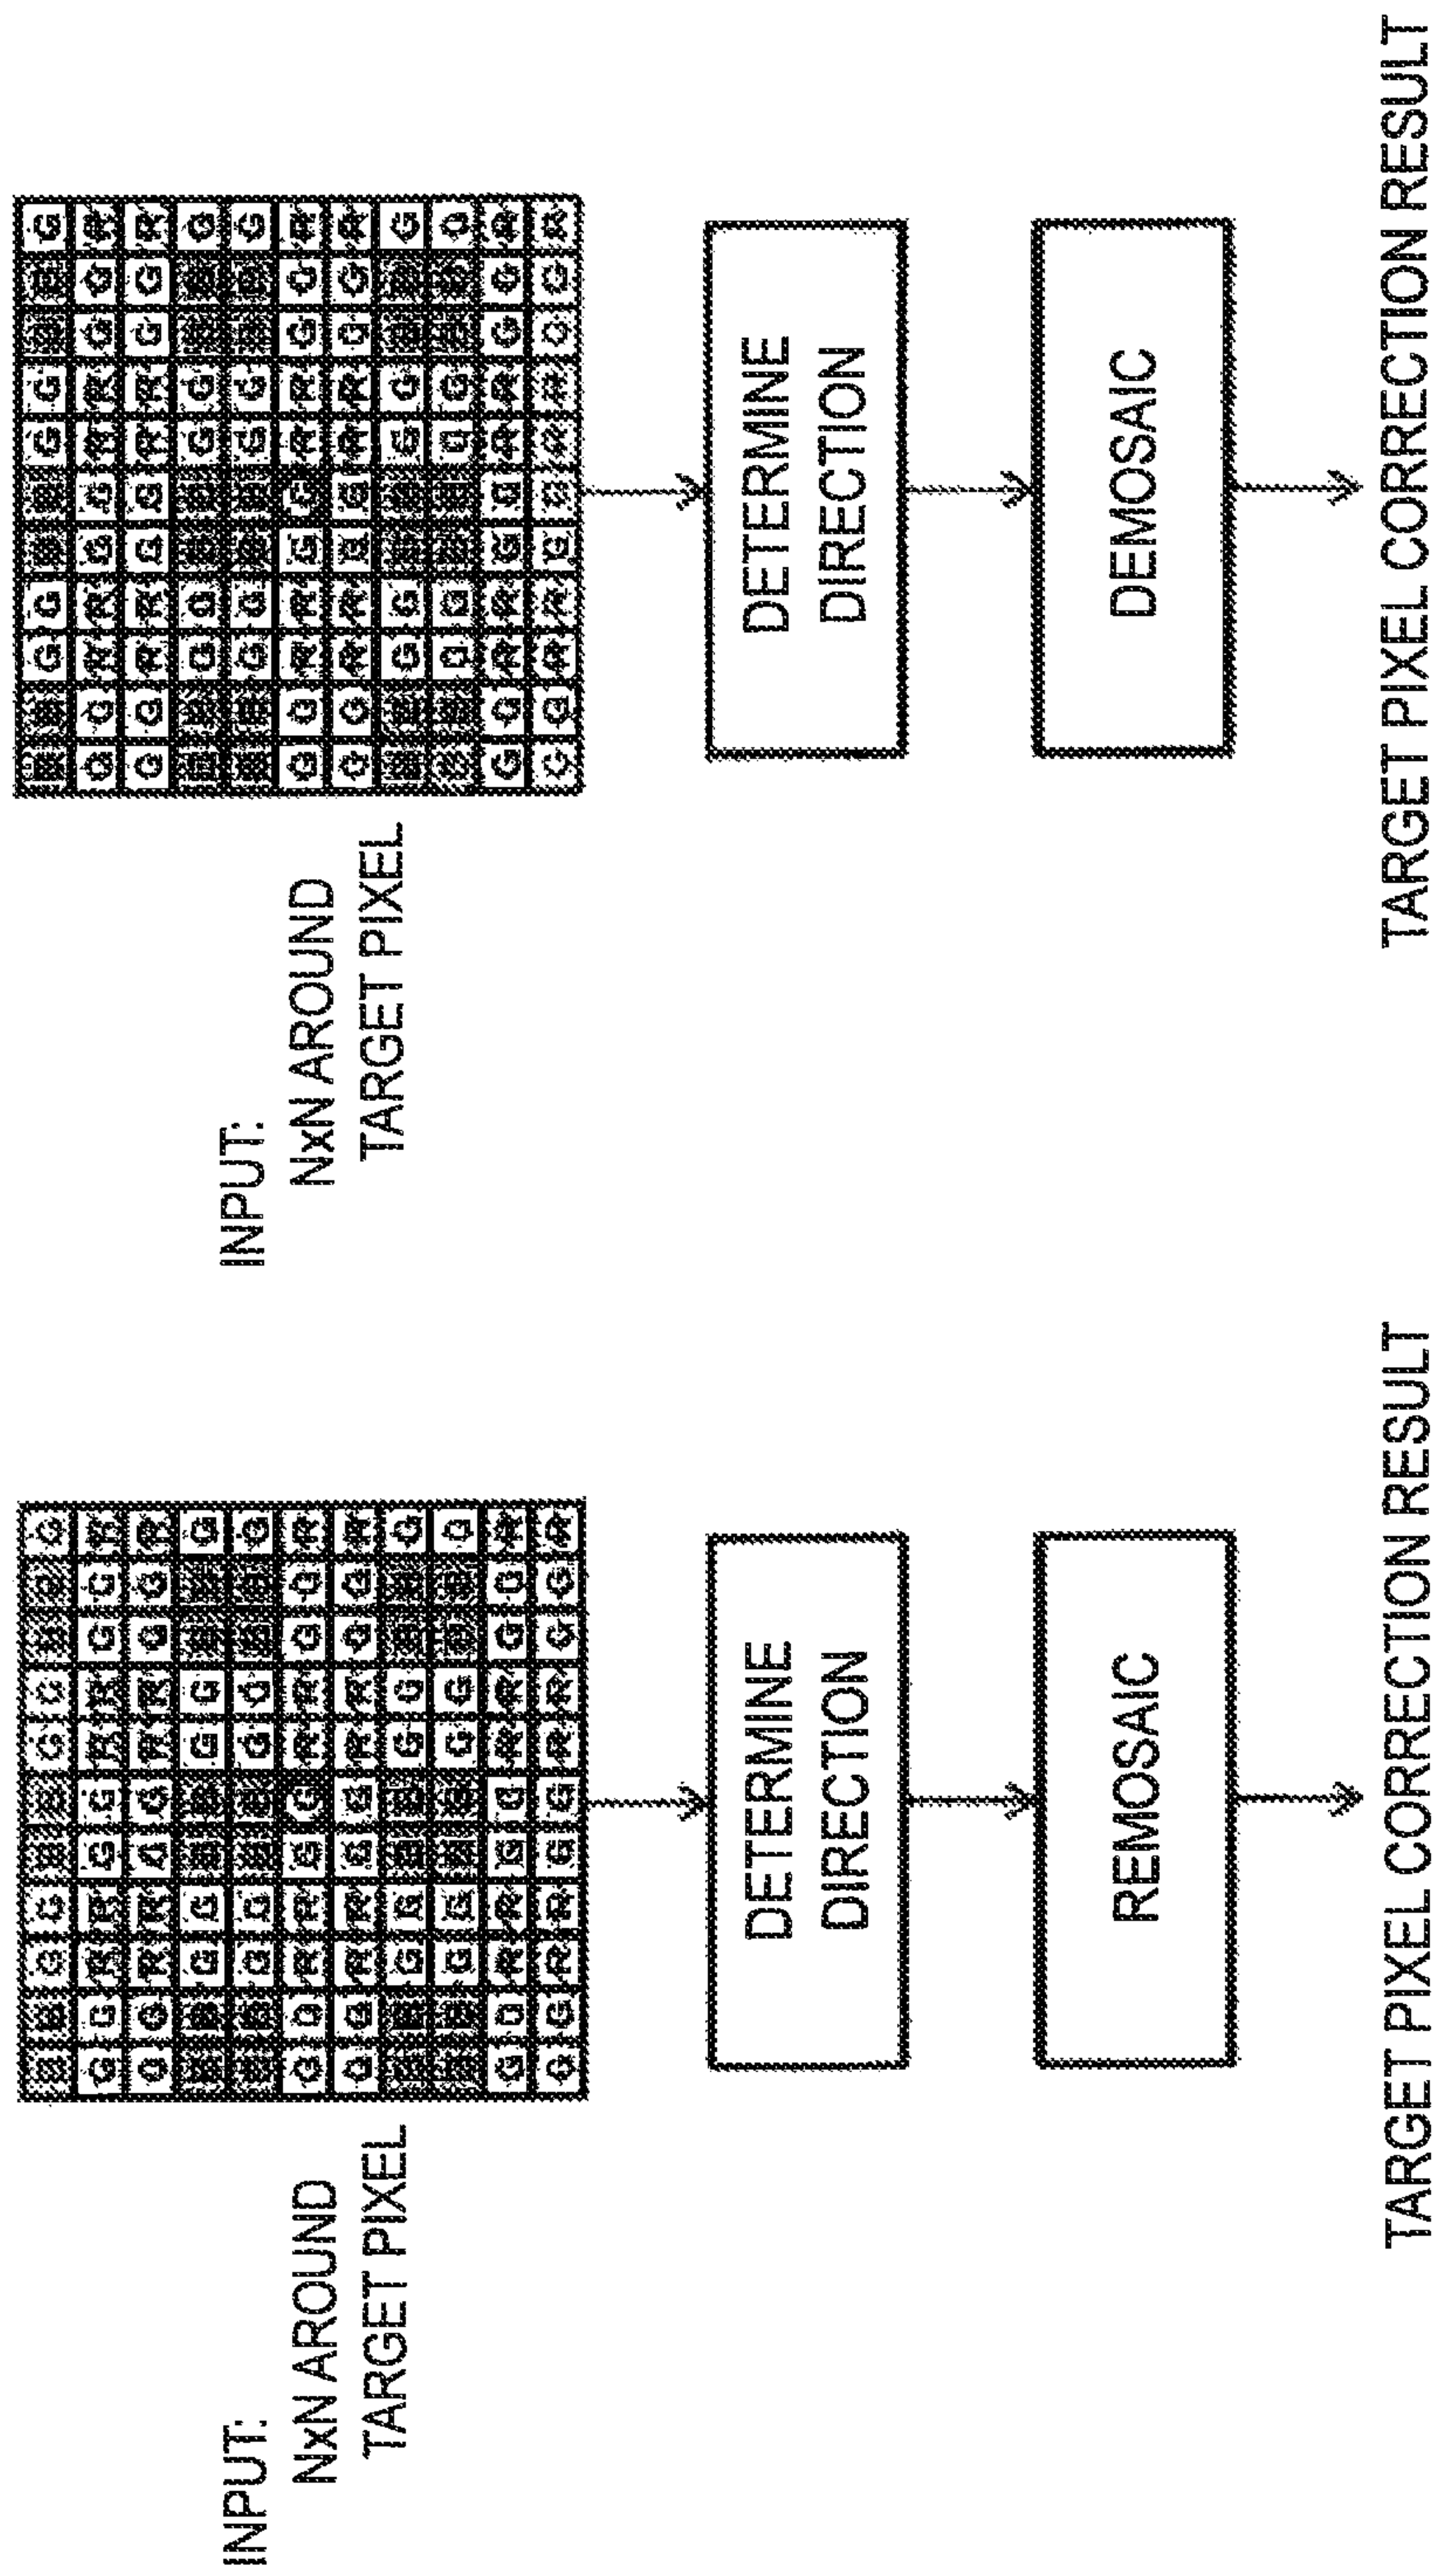 INPUT:
NxN AROUND
TARGET PIXEL
G G G G G
G G R R G G R R G G R
G G R R G G R R G G R
G G G G G
G G G G G
G G R R G G R R G G R
G G R R G G R R G G R
G G G G G
G G G G G
G G R R G G R R G G R
G G R R G G R R G G R
DETERMINE
DIRECTION
REMOSAIC
TARGET PIXEL CORRECTION RESULT
INPUT:
NxN AROUND
TARGET PIXEL
G G G G G
G G R R G G R R G G R
G G R R G G R R G G R
G G G G G
G G G G G
G G R R G G R R G G R
G G R R G G R R G G R
G G G G G
G G G G G
G G R R G G R R G G R
G G R R G G R R G G R
DETERMINE
DIRECTION
DEMOSAIC
TARGET PIXEL CORRECTION RESULT